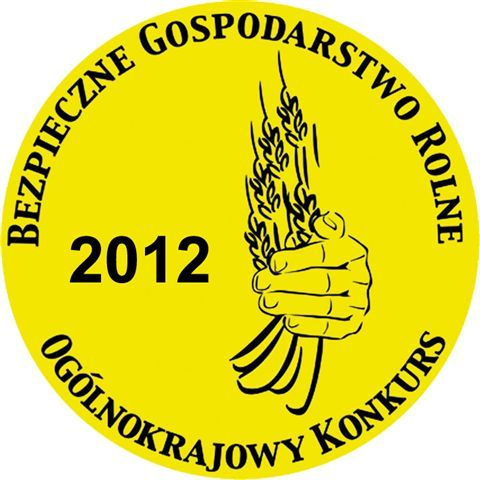 BEZPIECZNE GOSPODARSTWO ROLNE
2012
OGÓLNOKRAJOWY KONKURS